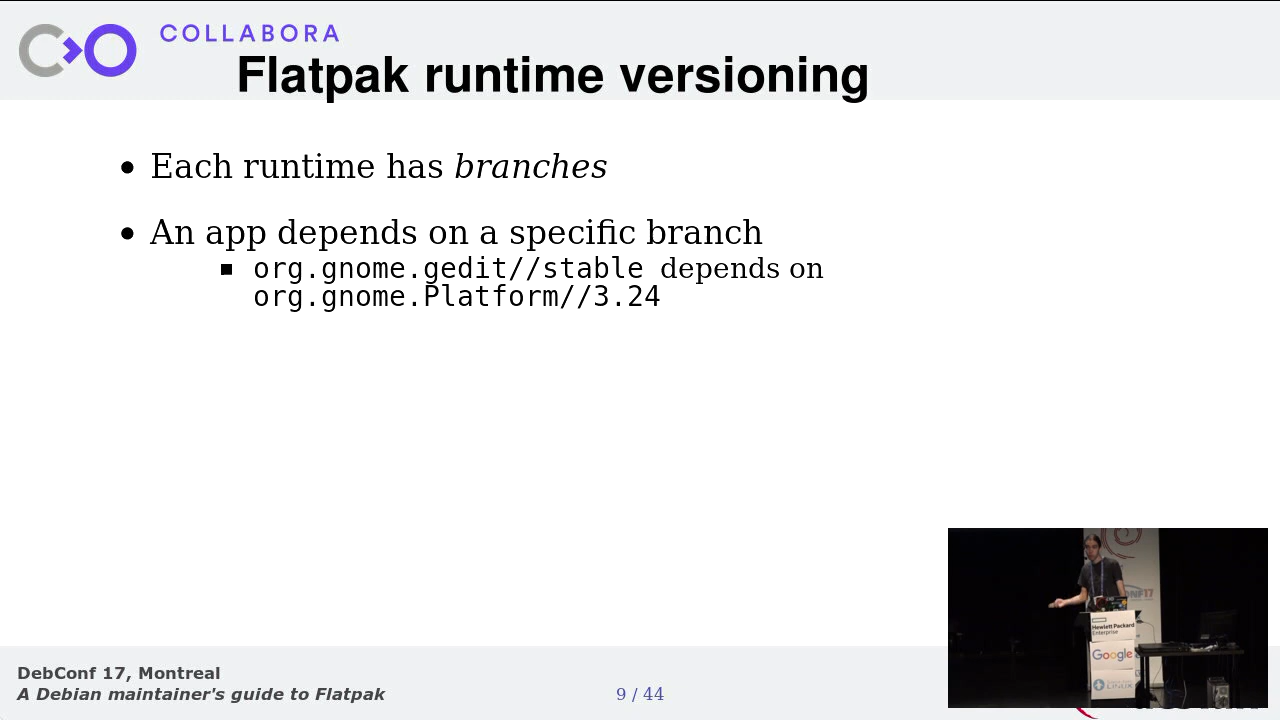 COLLABORA
Flatpak runtime versioning
Each runtime has branches
An app depends on a specific branch
org.gnome.gedit//stable depends on
org.gnome.Platform//3.24
DebConf 17, Montreal
A Debian maintainer's guide to Flatpak
9 / 44
Hewlett Packard
Enterprise
Google
LINUX